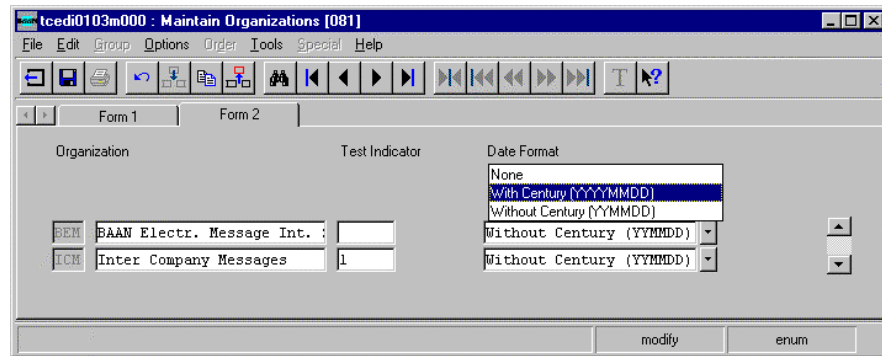 BAAN tcedi0103m000 : Maintain Organizations [081]
File Edit Group Options Order Tools Special Help
T ?
Form 1 Form 2
Organization Test Indicator Date Format
None
With Century (YYYYMMDD)
Without Century (YYMMDD)
BEM BAAN Electr. Message Int. Without Century (YYMMDD)
ICM Inter Company Messages 1 Without Century (YYMMDD)
modify enum